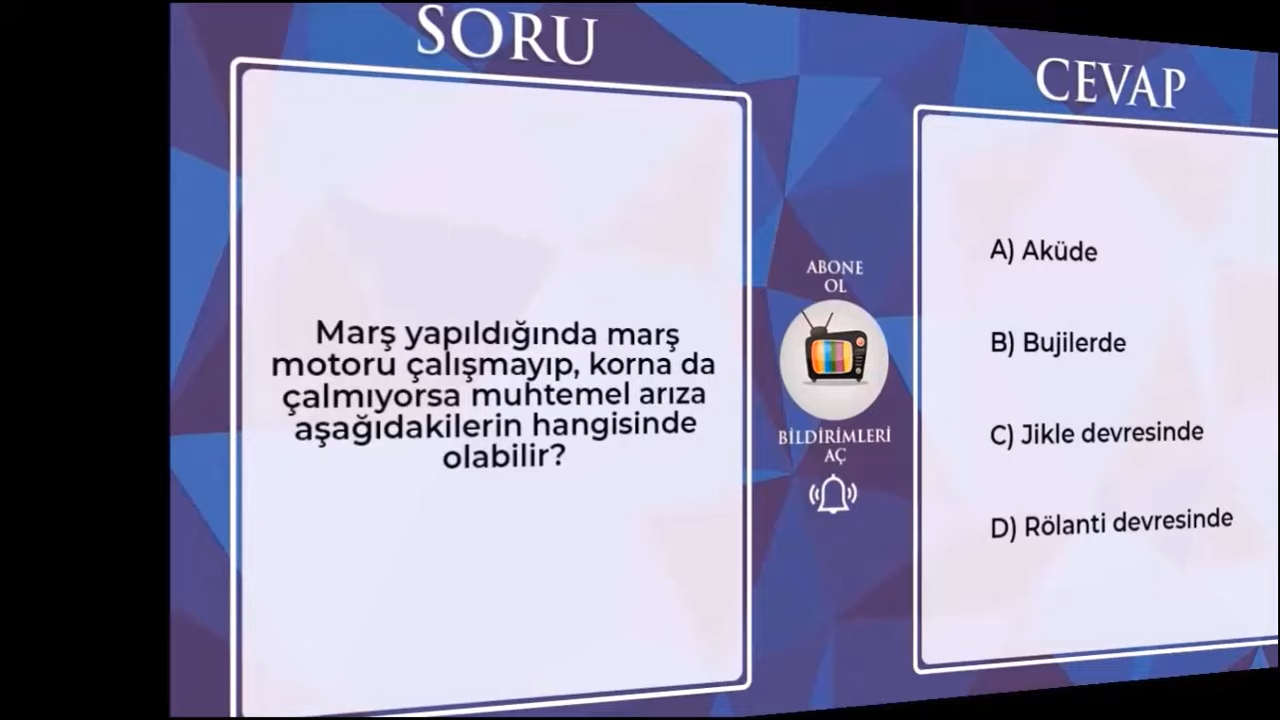 SORU
Marş yapıldığında marş
motoru çalışmayıp, korna da
çalmıyorsa muhtemel arıza
aşağıdakilerin hangisinde
olabilir?
ABONE
OL
BİLDİRİMLERİ
AÇ
CEVAP
A) Aküde
B) Bujilerde
C) Jikle devresinde
D) Rölanti devresinde